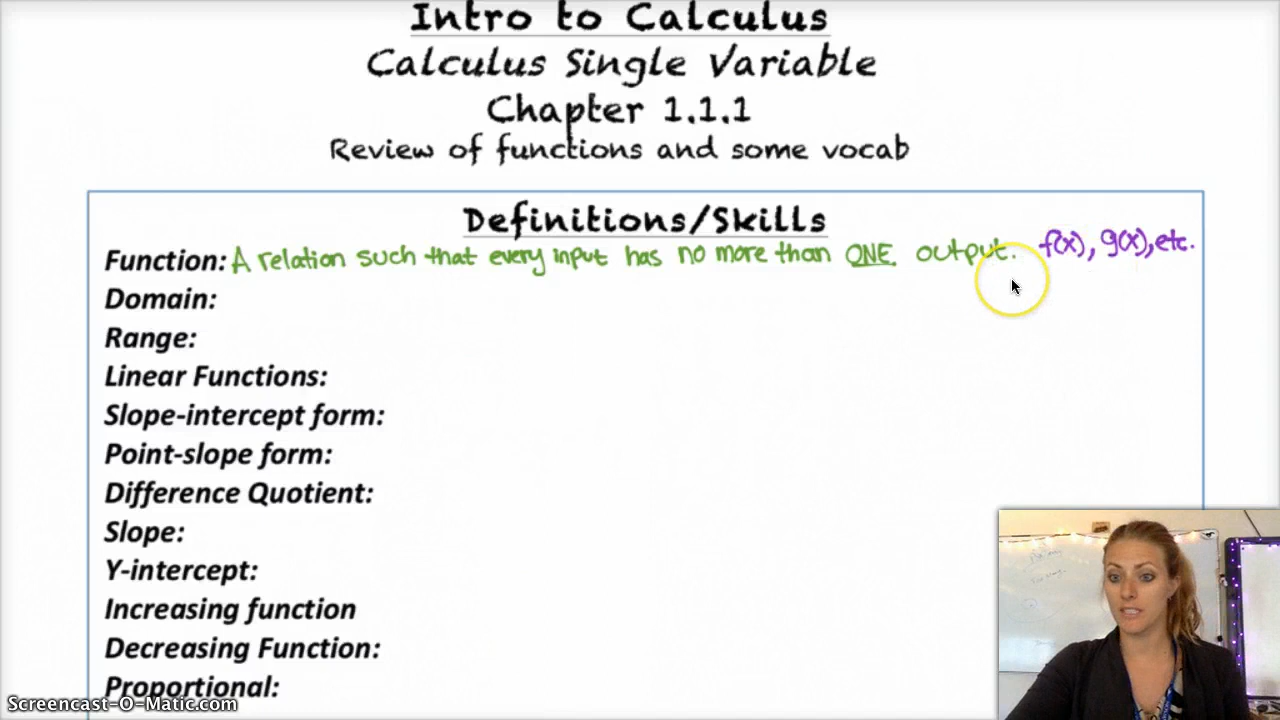 Intro to Calculus
Calculus Single Variable
Chapter 1.1.1
Review of functions and some vocab
Definitions/Skills
Function: A relation such that every input has no more than ONE output. f(x), g(x), etc.
Domain:
Range:
Linear Functions:
Slope-intercept form:
Point-slope form:
Difference Quotient:
Slope:
Y-intercept:
Increasing function
Decreasing Function:
Proportional:
Screencast-O-Matic.com